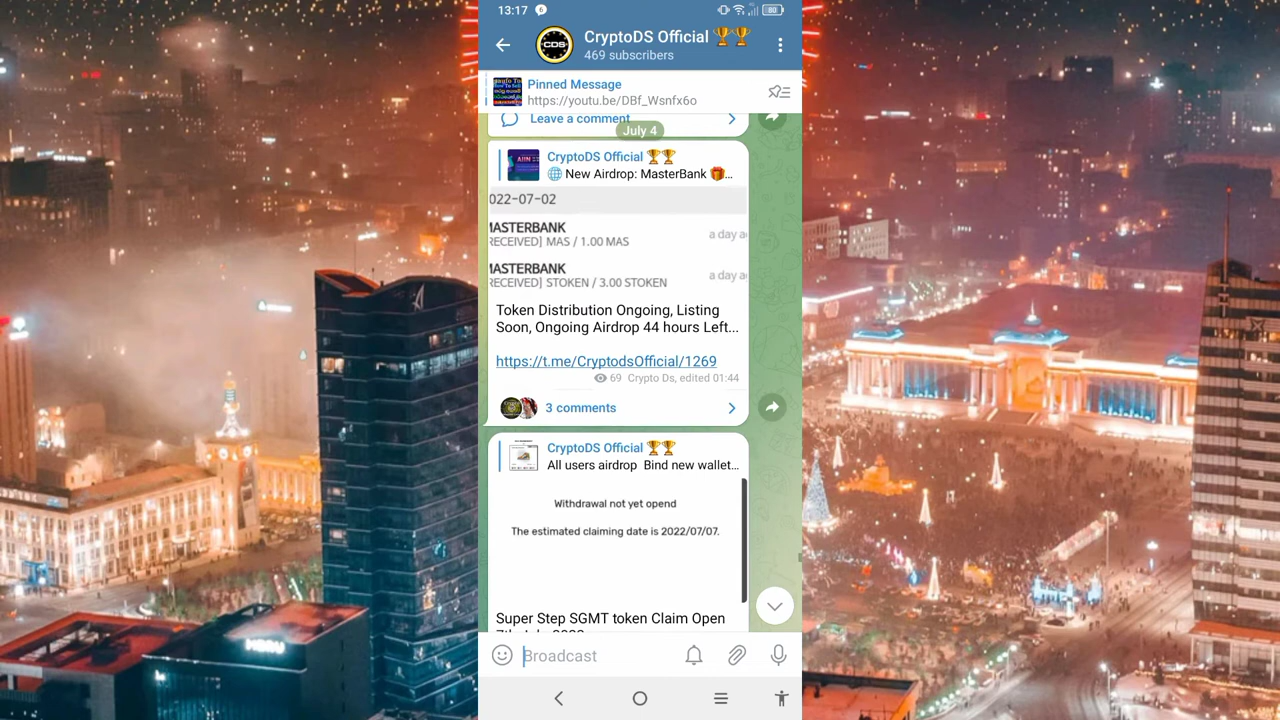 13:17
6
80
CDS
CryptoDS Official 🏆🏆
469 subscribers
Pinned Message
https://youtu.be/DBf_Wsnfx6o
Leave a comment
July 4
CryptoDS Official 🏆🏆
🌐 New Airdrop: MasterBank 🎁...
022-07-02
MASTERBANK
RECEIVED] MAS / 1.00 MAS
a day a
MASTERBANK
RECEIVED] STOKEN / 3.00 STOKEN
a day a
Token Distribution Ongoing, Listing
Soon, Ongoing Airdrop 44 hours Left...
https://t.me/CryptodsOfficial/1269
69 Crypto Ds, edited 01:44
3 comments
CryptoDS Official 🏆🏆
All users airdrop Bind new wallet...
Withdrawal not yet opend
The estimated claiming date is 2022/07/07.
Super Step SGMT token Claim Open
Broadcast